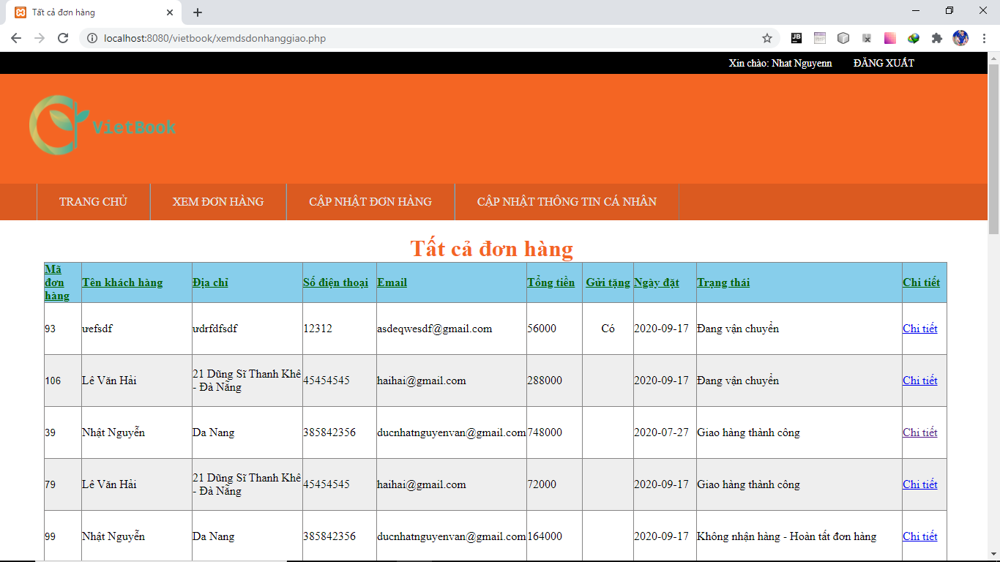 Tất cả đơn hàng
localhost:8080/vietbook/xemdsdonhanggiao.php
Xin chào: Nhat Nguyenn ĐĂNG XUẤT
VietBook
TRANG CHỦ XEM ĐƠN HÀNG CẬP NHẬT ĐƠN HÀNG CẬP NHẬT THÔNG TIN CÁ NHÂN
Tất cả đơn hàng
Mã đơn hàng Tên khách hàng Địa chỉ Số điện thoại Email Tổng tiền Gửi tặng Ngày đặt Trạng thái Chi tiết
93 ưefsdf ưdrfdfsdf 12312 asdeqwesdf@gmail.com 56000 Có 2020-09-17 Đang vận chuyển Chi tiết
106 Lê Văn Hải 21 Dũng Sĩ Thanh Khê - Đà Nẵng 45454545 haihai@gmail.com 288000 2020-09-17 Đang vận chuyển Chi tiết
39 Nhật Nguyễn Da Nang 385842356 ducnhatnguyenvan@gmail.com 748000 2020-07-27 Giao hàng thành công Chi tiết
79 Lê Văn Hải 21 Dũng Sĩ Thanh Khê - Đà Nẵng 45454545 haihai@gmail.com 72000 2020-09-17 Giao hàng thành công Chi tiết
99 Nhật Nguyễn Da Nang 385842356 ducnhatnguyenvan@gmail.com 164000 2020-09-17 Không nhận hàng - Hoàn tất đơn hàng Chi tiết